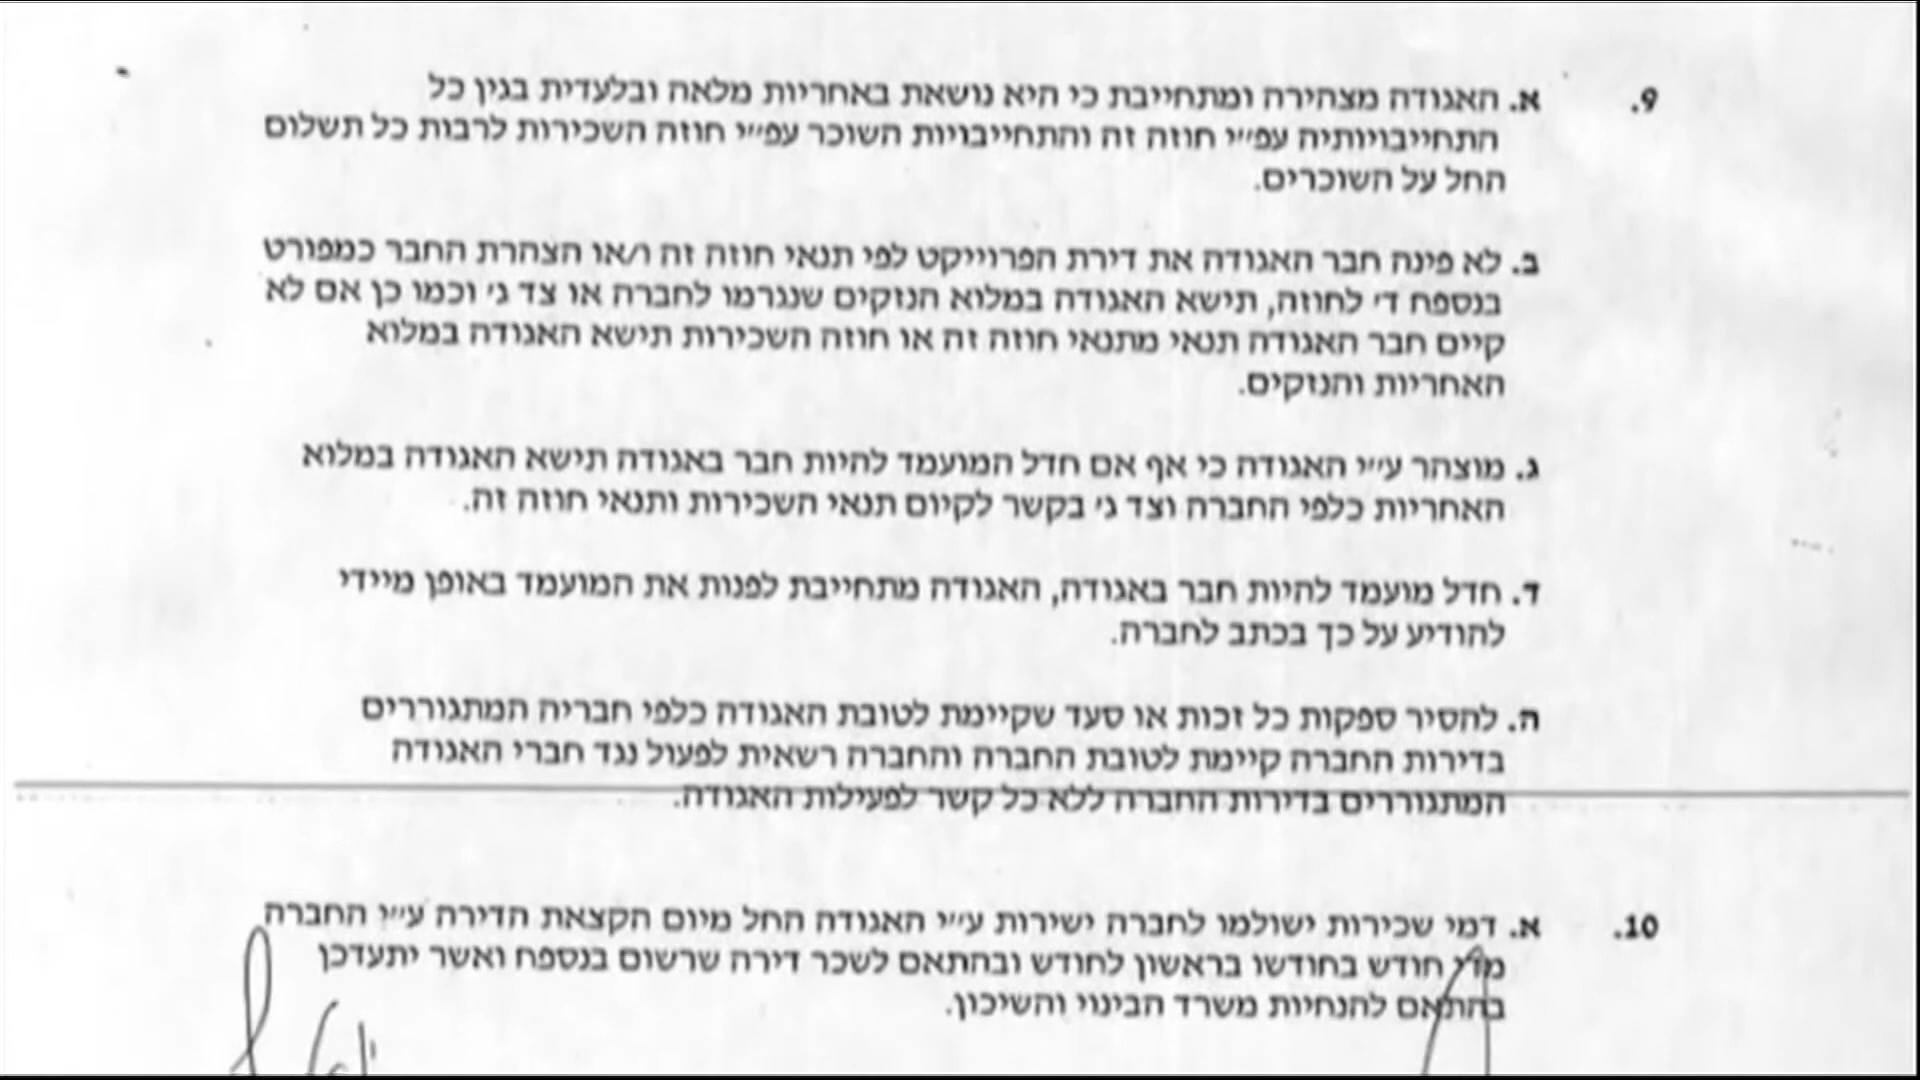 9. א. האגודה מצהירה ומתחייבת כי היא נושאת באחריות מלאה ובלעדית בגין כל
התחייבויותיה עפ״י חוזה זה והתחייבויות השוכר עפ״י חוזה השכירות לרבות כל תשלום
החל על השוכרים.
ב. לא פינה חבר האגודה את דירת הפרוייקט לפי תנאי חוזה זה ו/או הצהרת החבר כמפורט
בנספח ד׳ לחוזה, תישא האגודה במלוא הנזקים שנגרמו לחברה או צד ג׳ וכמו כן אם לא
קיים חבר האגודה תנאי מתנאי חוזה זה או חוזה השכירות תישא האגודה במלוא
האחריות והנזקים.
ג. מוצהר ע״י האגודה כי אף אם חדל המועמד להיות חבר באגודה תישא האגודה במלוא
האחריות כלפי החברה וצד ג׳ בקשר לקיום תנאי השכירות ותנאי חוזה זה.
ד. חדל מועמד להיות חבר באגודה, האגודה מתחייבת לפנות את המועמד באופן מיידי
להודיע על כך בכתב לחברה.
ה. להסיר ספקות כל זכות או סעד שקיימת לטובת האגודה כלפי חבריה המתגוררים
בדירות החברה קיימת לטובת החברה והחברה רשאית לפעול נגד חברי האגודה
המתגוררים בדירות החברה ללא כל קשר לפעילות האגודה.
10. א. דמי שכירות ישולמו לחברה ישירות ע״י האגודה החל מיום הקצאת הדירה ע״י החברה
מדי חודש בחודשו בראשון לחודש ובהתאם לשכר דירה שרשום בנספח ואשר יתעדכן
בהתאם להנחיות משרד הבינוי והשיכון.